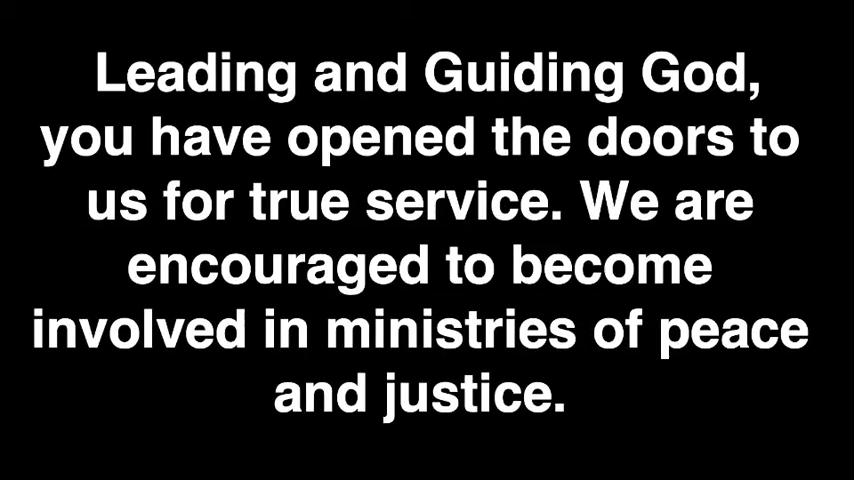 Leading and Guiding God,
you have opened the doors to
us for true service. We are
encouraged to become
involved in ministries of peace
and justice.